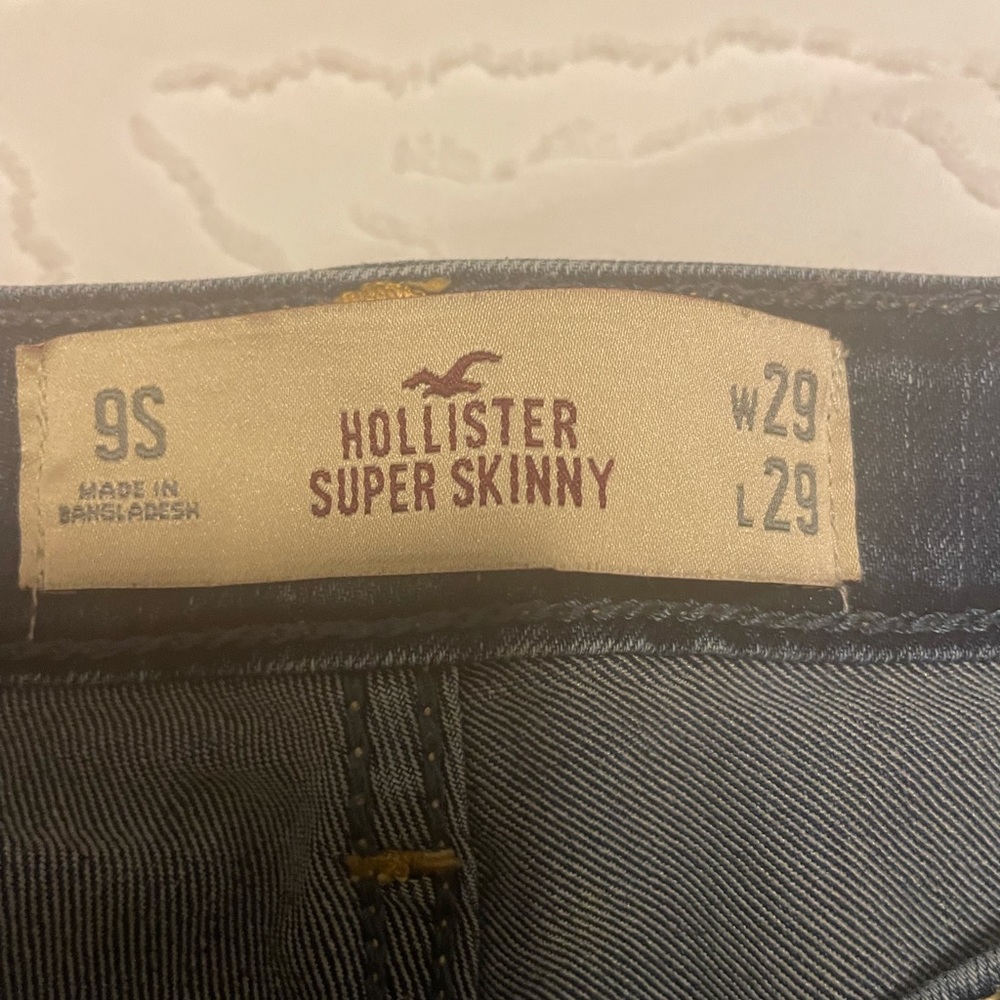 9S
MADE IN
BANGLADESH
HOLLISTER
SUPER SKINNY
W29
L29